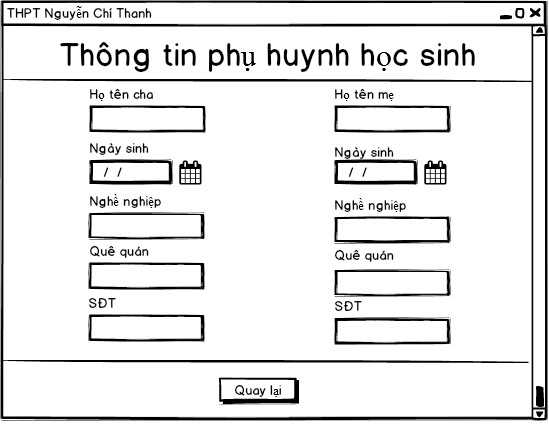 THPT Nguyễn Chí Thanh
Thông tin phụ huynh học sinh
Họ tên cha
Họ tên mẹ
Ngày sinh
Ngày sinh
/ /
/ /
Nghề nghiệp
Nghề nghiệp
Quê quán
Quê quán
SĐT
SĐT
Quay lại